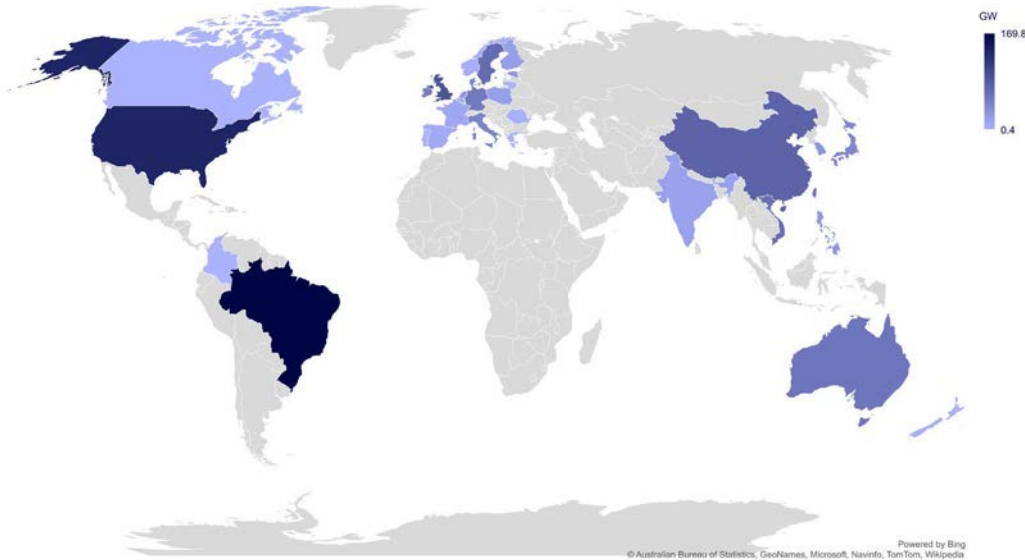 GW
169.8
0.4
Powered by Bing
© Australian Bureau of Statistics, GeoNames, Microsoft, Navinfo, TomTom, Wikipedia